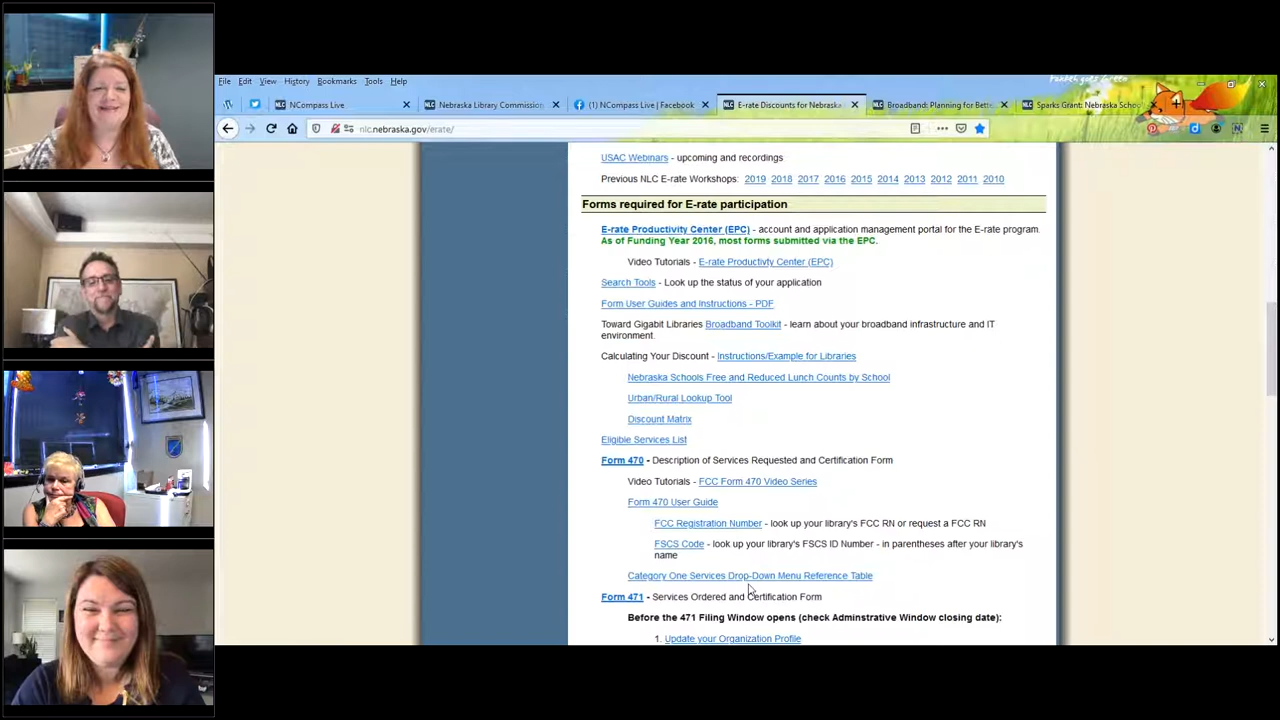 File Edit View History Bookmarks Tools Help
NCompass Live
Nebraska Library Commission
(1) NCompass Live | Facebook
E-rate Discounts for Nebraska
Broadband: Planning for Bette
Sparks Grant: Nebraska Schoo
nlc.nebraska.gov/erate/
USAC Webinars - upcoming and recordings
Previous NLC E-rate Workshops: 2019 2018 2017 2016 2015 2014 2013 2012 2011 2010
Forms required for E-rate participation
E-rate Productivity Center (EPC) - account and application management portal for the E-rate program.
As of Funding Year 2016, most forms submitted via the EPC.
Video Tutorials - E-rate Productivty Center (EPC)
Search Tools - Look up the status of your application
Form User Guides and Instructions - PDF
Toward Gigabit Libraries Broadband Toolkit - learn about your broadband infrastructure and IT
environment.
Calculating Your Discount - Instructions/Example for Libraries
Nebraska Schools Free and Reduced Lunch Counts by School
Urban/Rural Lookup Tool
Discount Matrix
Eligible Services List
Form 470 - Description of Services Requested and Certification Form
Video Tutorials - FCC Form 470 Video Series
Form 470 User Guide
FCC Registration Number - look up your library's FCC RN or request a FCC RN
FSCS Code - look up your library's FSCS ID Number - in parentheses after your library's
name
Category One Services Drop-Down Menu Reference Table
Form 471 - Services Ordered and Certification Form
Before the 471 Filing Window opens (check Adminstrative Window closing date):
1. Update your Organization Profile